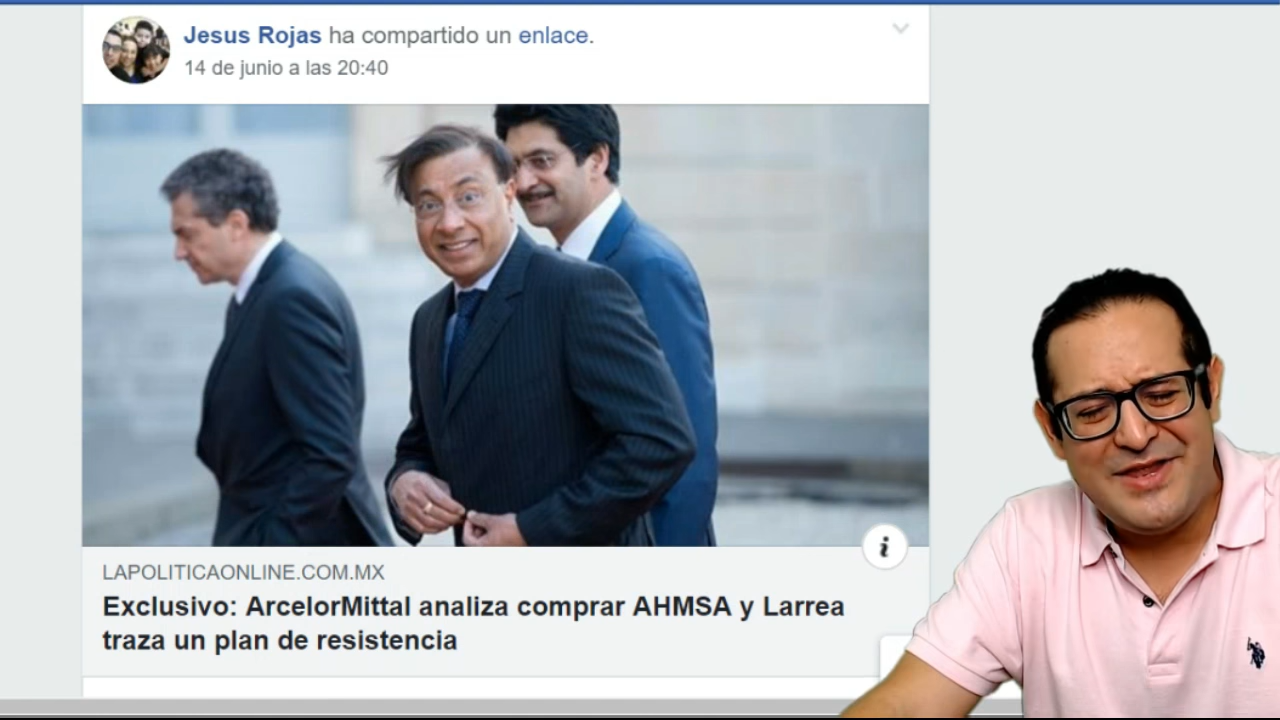 Jesus Rojas ha compartido un enlace.
14 de junio a las 20:40
i
LAPOLITICAONLINE.COM.MX
Exclusivo: ArcelorMittal analiza comprar AHMSA y Larrea
traza un plan de resistencia